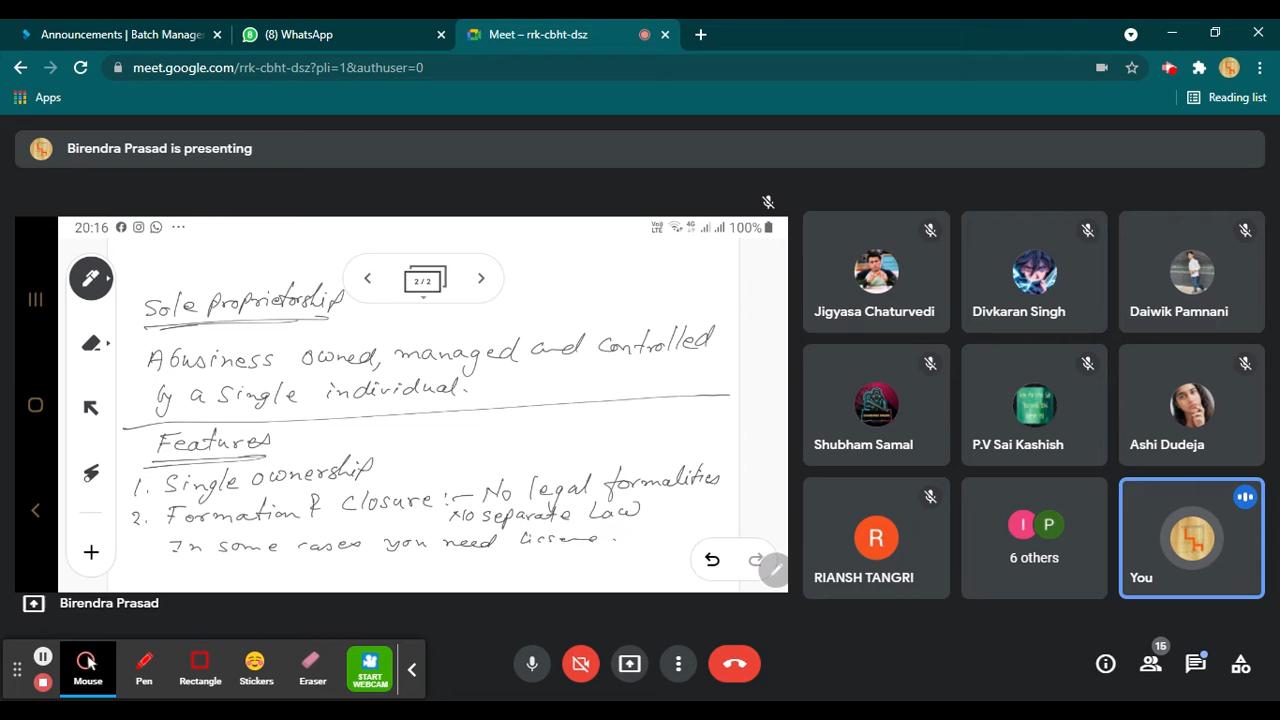 Announcements | Batch Manager
(8) WhatsApp
Meet – rrk-cbht-dsz
meet.google.com/rrk-cbht-dsz?pli=1&authuser=0
Apps
Reading list
Birendra Prasad is presenting
20:16
Vo) LTE 4G 100%
2 / 2
Sole proprietorship
A business owned, managed and controlled
by a single individual.
Features
1. Single ownership
2. Formation & Closure :- No legal formalities
No separate Law
In some cases you need
Birendra Prasad
Jigyasa Chaturvedi
Divkaran Singh
Daiwik Pamnani
Shubham Samal
P.V Sai Kashish
Ashi Dudeja
R
RIANSH TANGRI
I P
6 others
You
15
Mouse
Pen
Rectangle
Stickers
Eraser
START
WEBCAM